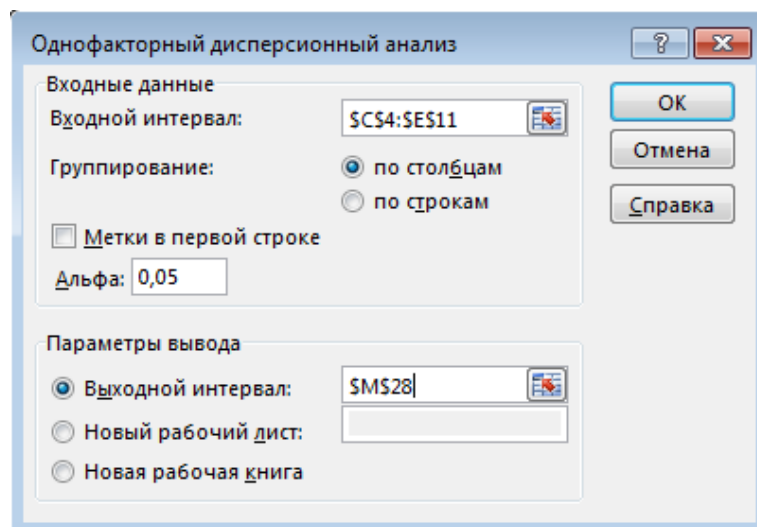 Однофакторный дисперсионный анализ
Входные данные
Входной интервал: $C$4:$E$11
Группирование: по столбцам
по строкам
Метки в первой строке
Альфа: 0,05
ОК
Отмена
Справка
Параметры вывода
Выходной интервал: $M$28
Новый рабочий лист:
Новая рабочая книга